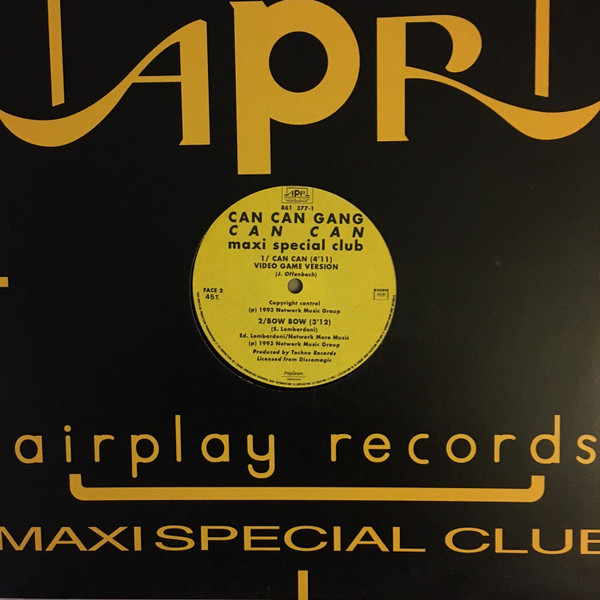 APR
APR
861 377-1
CAN CAN GANG
CAN CAN
maxi special club
1/ CAN CAN (4'11)
VIDEO GAME VERSION
(J. Offenbach)
FACE 2
45T.
Copyright control
(p) 1993 Network Music Group
2/BOW BOW (3'12)
(S. Lombardoni)
Ed. Lombardoni/Network More Music
(p) 1993 Network Music Group
Produced by Techno Records
Licensed from Discomagic
PolyGram
airplay records
MAXI SPECIAL CLUB